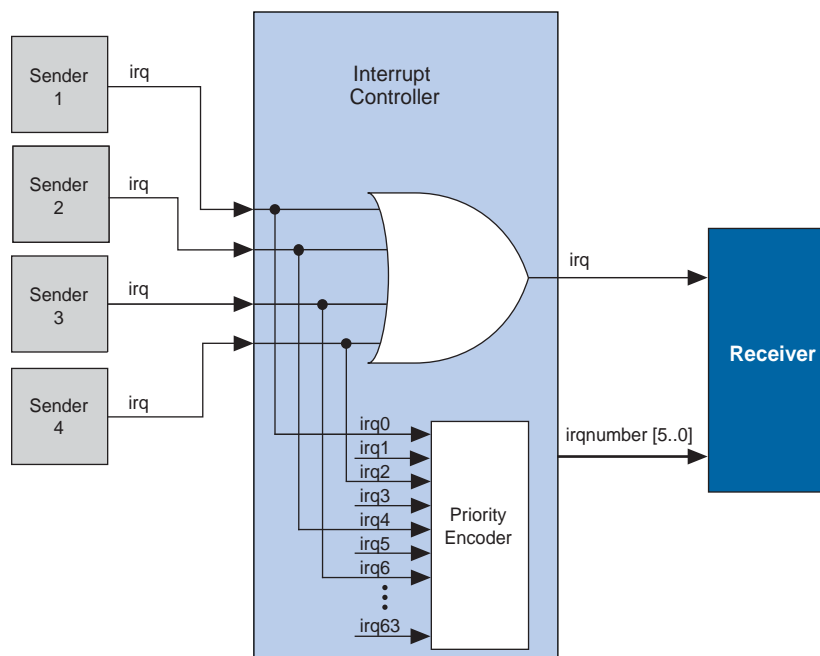 Sender
1
irq
Sender
2
irq
Sender
3
irq
Sender
4
irq
Interrupt
Controller
irq0
irq1
irq2
irq3
irq4
irq5
irq6
irq63
Priority
Encoder
irq
irqnumber [5..0]
Receiver